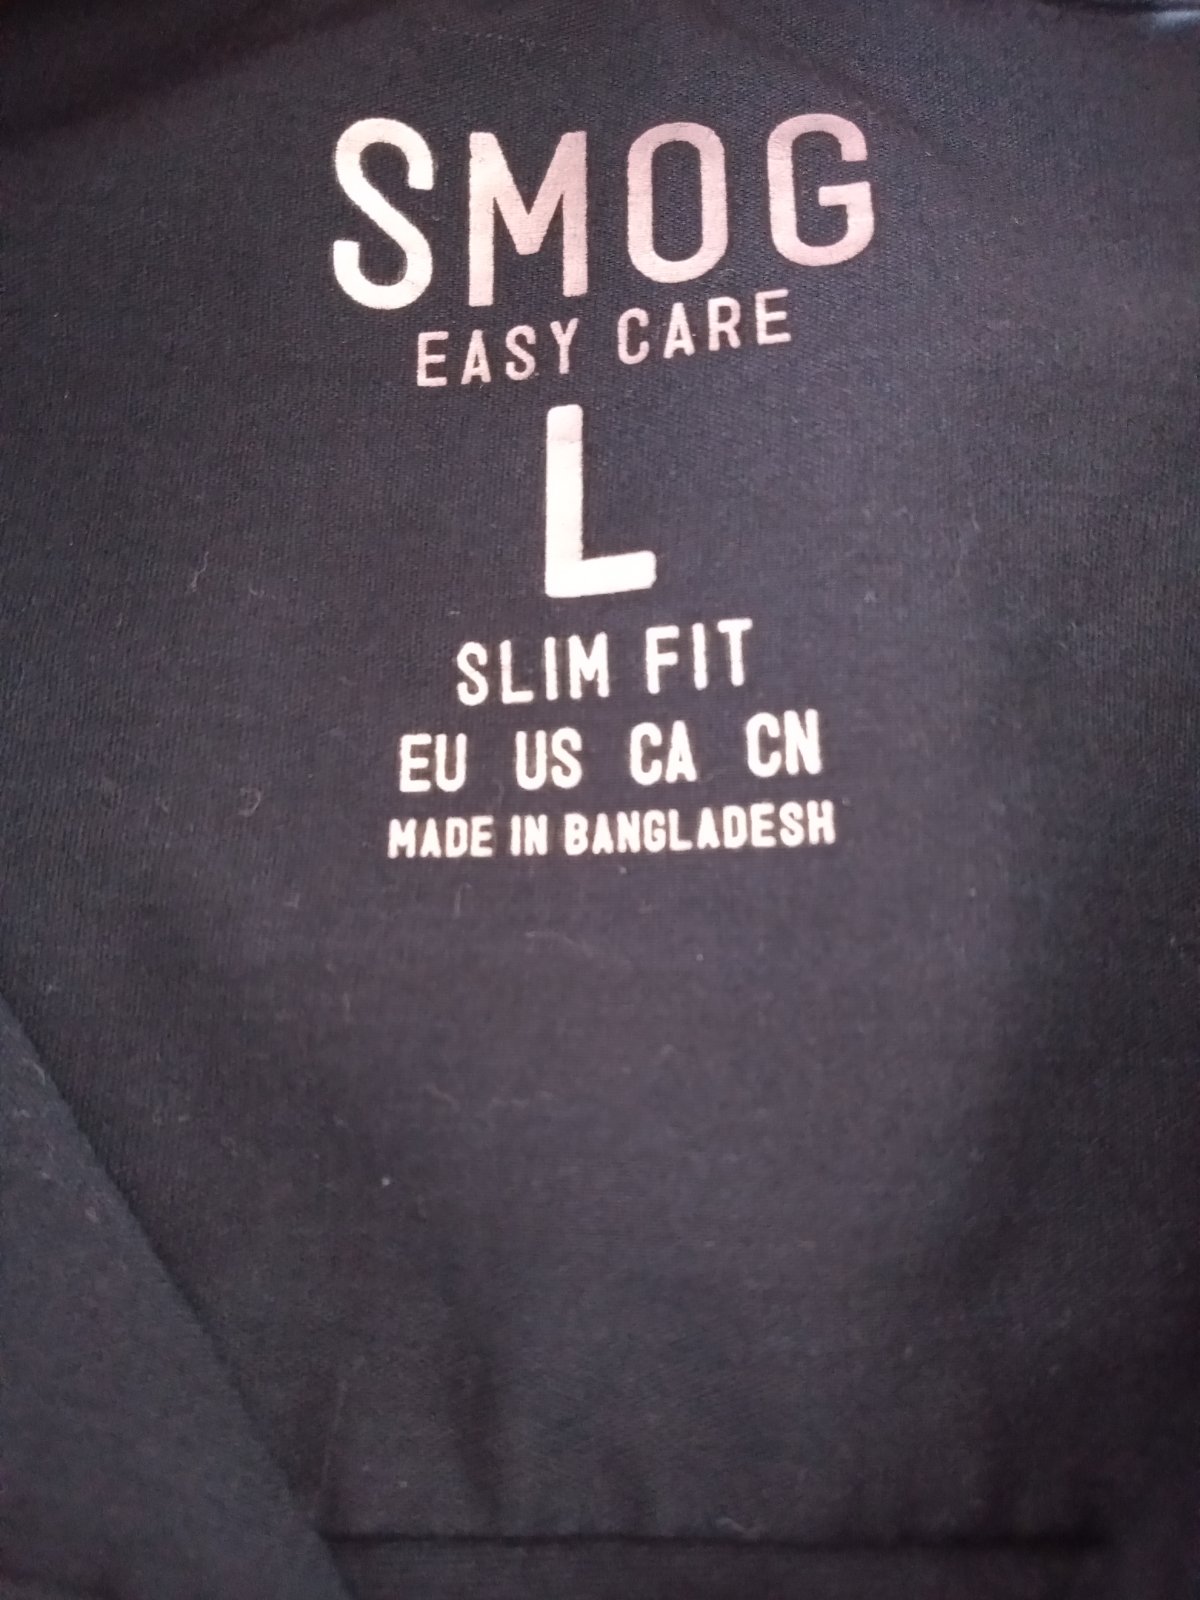 SMOG
EASY CARE
L
SLIM FIT
EU US CA CN
MADE IN BANGLADESH